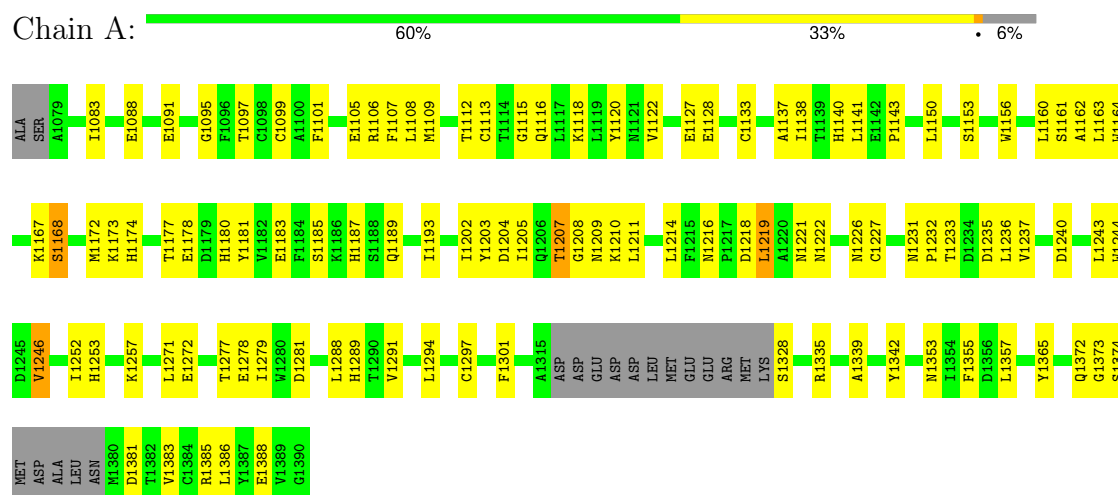 Chain A:
60% 33% • 6%
ALA SER A1079 I1083 E1088 E1091 G1095 F1096 T1097 C1098 C1099 A1100 F1101 E1105 R1106 F1107 L1108 M1109 T1112 C1113 T1114 G1115 Q1116 L1117 K1118 L1119 Y1120 N1121 V1122 E1127 E1128 C1133 A1137 I1138 T1139 H1140 L1141 E1142 P1143 L1150 S1153 W1156 L1160 S1161 A1162 L1163 W1164
K1167 S1168 M1172 K1173 H1174 T1177 E1178 D1179 H1180 Y1181 V1182 E1183 F1184 S1185 K1186 H1187 S1188 Q1189 I1193 I1202 Y1203 D1204 I1205 Q1206 T1207 G1208 N1209 K1210 L1211 L1214 F1215 N1216 P1217 D1218 L1219 A1220 N1221 N1222 N1226 C1227 N1231 P1232 T1233 D1234 D1235 L1236 V1237 D1240 L1243 W1244
D1245 V1246 I1252 H1253 K1257 L1271 E1272 T1277 E1278 I1279 W1280 D1281 L1288 H1289 T1290 V1291 L1294 C1297 F1301 A1315 ASP ASP GLU ASP ASP LEU MET GLU GLU ARG MET LYS S1328 R1335 A1339 Y1342 N1353 I1354 F1355 D1356 L1357 Y1365 Q1372 G1373 S1374
MET ASP ALA LEU ASN M1380 D1381 T1382 V1383 C1384 R1385 L1386 Y1387 E1388 V1389 G1390